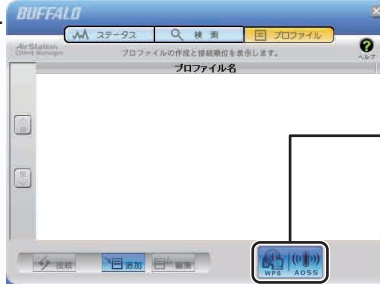 BUFFALO
ステータス 検索 プロファイル
AirStation
Client Manager
プロファイルの作成と接続順位を表示します。
ヘルプ
プロファイル名
接続 追加 編集
WPS AOSS